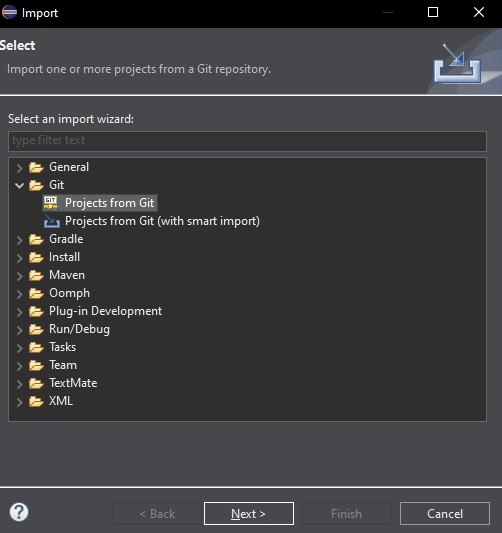 Import
Select
Import one or more projects from a Git repository.
Select an import wizard:
type filter text
General
Git
GIT
Projects from Git
Projects from Git (with smart import)
Gradle
Install
Maven
Oomph
Plug-in Development
Run/Debug
Tasks
Team
TextMate
XML
?
< Back
Next >
Finish
Cancel